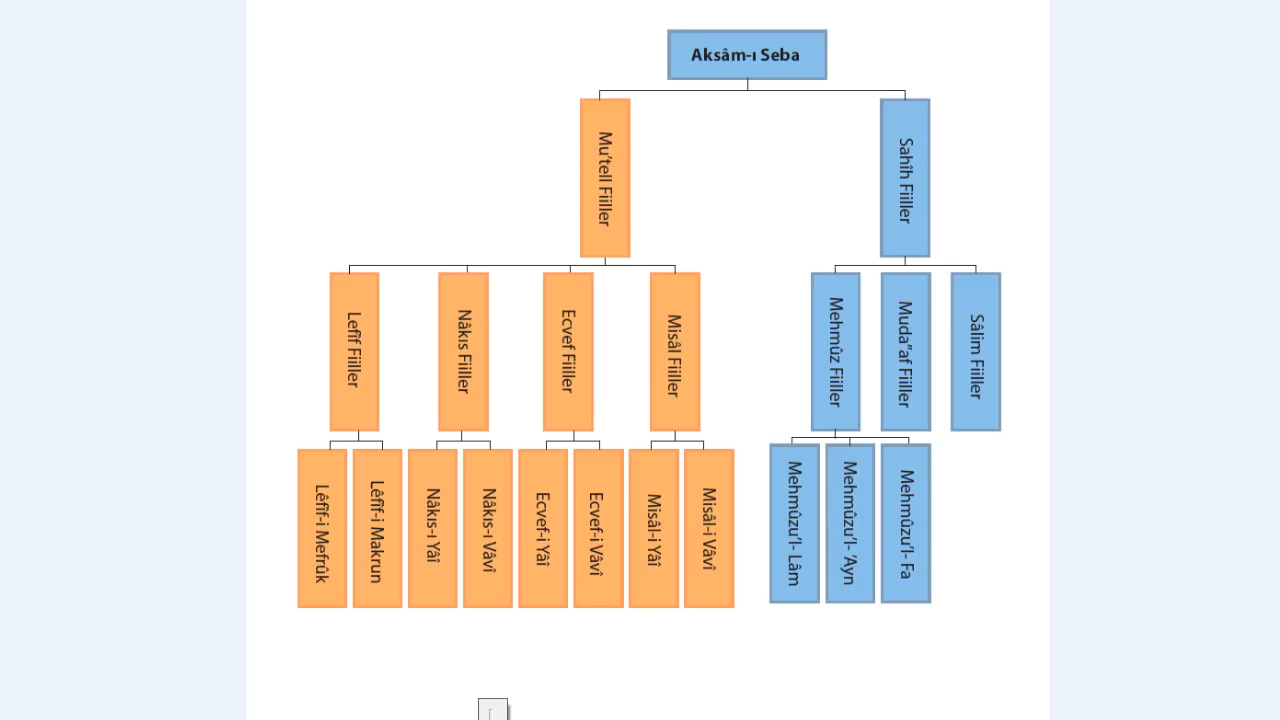 Aksâm-ı Seba
Mu’tell Fiiller
Sahîh Fiiller
Lefîf Fiiller
Nâkıs Fiiller
Ecvef Fiiller
Misâl Fiiller
Mehmûz Fiiller
Muda”af Fiiller
Sâlim Fiiller
Lêfîf-i Mefrûk
Lêfîf-i Makrun
Nâkıs-ı Yâî
Nâkıs-ı Vâvî
Ecvef-i Yâî
Ecvef-i Vâvî
Misâl-i Yâî
Misâl-i Vâvî
Mehmûzu’l- Lâm
Mehmûzu’l- ’Ayn
Mehmûzu’l- Fa